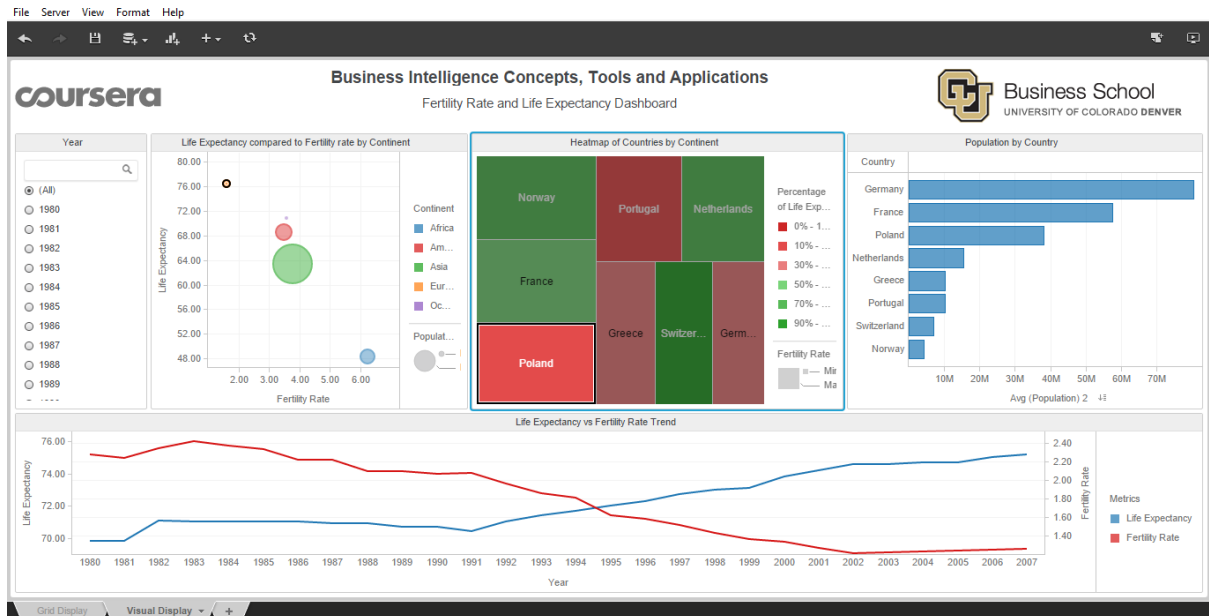 File Server View Format Help
coursera
Business Intelligence Concepts, Tools and Applications
Fertility Rate and Life Expectancy Dashboard
CU
Business School
UNIVERSITY OF COLORADO DENVER
Year
(All)
1980
1981
1982
1983
1984
1985
1986
1987
1988
1989
Life Expectancy compared to Fertility rate by Continent
Life Expectancy
80.00
76.00
72.00
68.00
64.00
60.00
56.00
52.00
48.00
2.00 3.00 4.00 5.00 6.00
Fertility Rate
Continent
Africa
Am...
Asia
Eur...
Oc...
Populat...
Heatmap of Countries by Continent
Norway
Portugal
Netherlands
France
Greece
Switzer...
Germ...
Poland
Percentage
of Life Exp...
0% - 1...
10% - ...
30% - ...
50% - ...
70% - ...
90% - ...
Fertility Rate
Mir
Ma
Population by Country
Country
Germany
France
Poland
Netherlands
Greece
Portugal
Switzerland
Norway
10M 20M 30M 40M 50M 60M 70M
Avg (Population) 2
Life Expectancy vs Fertility Rate Trend
Life Expectancy
76.00
74.00
72.00
70.00
2.40
2.20
2.00
1.80
1.60
1.40
Fertility Rate
1980 1981 1982 1983 1984 1985 1986 1987 1988 1989 1990 1991 1992 1993 1994 1995 1996 1997 1998 1999 2000 2001 2002 2003 2004 2005 2006 2007
Year
Metrics
Life Expectancy
Fertility Rate
Grid Display
Visual Display
+